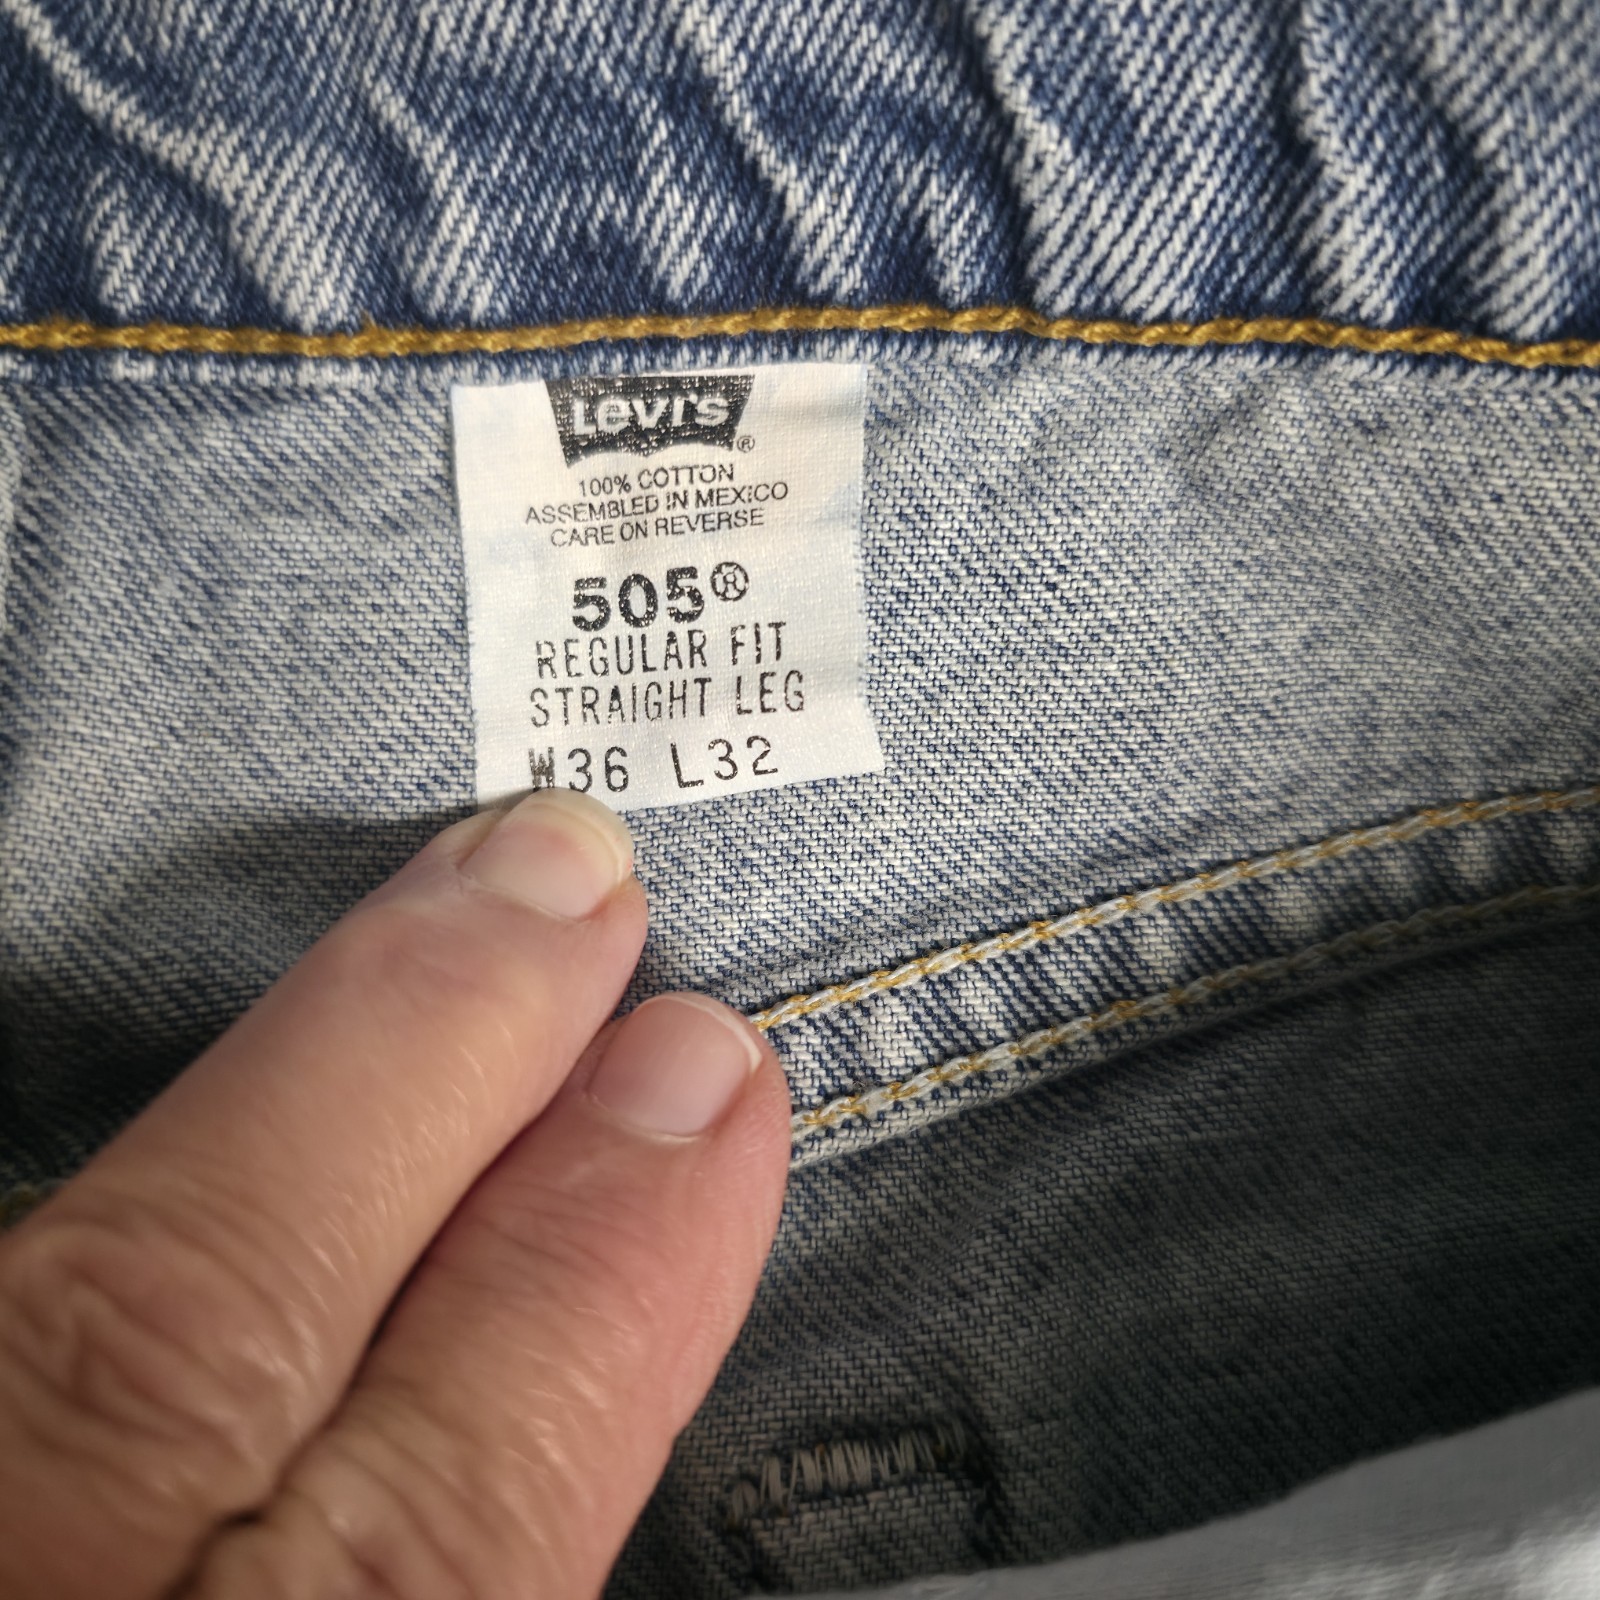 Levi's®
100% COTTON
ASSEMBLED IN MEXICO
CARE ON REVERSE
505®
REGULAR FIT
STRAIGHT LEG
W36 L32